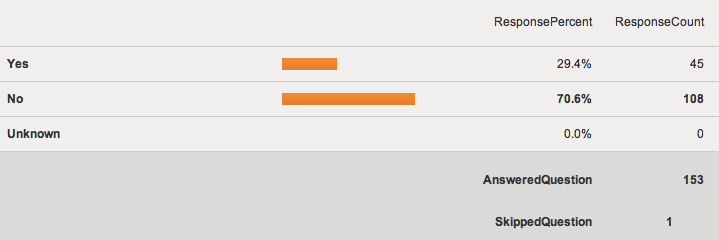 ResponsePercent ResponseCount
Yes 29.4% 45
No 70.6% 108
Unknown 0.0% 0
AnsweredQuestion 153
SkippedQuestion 1